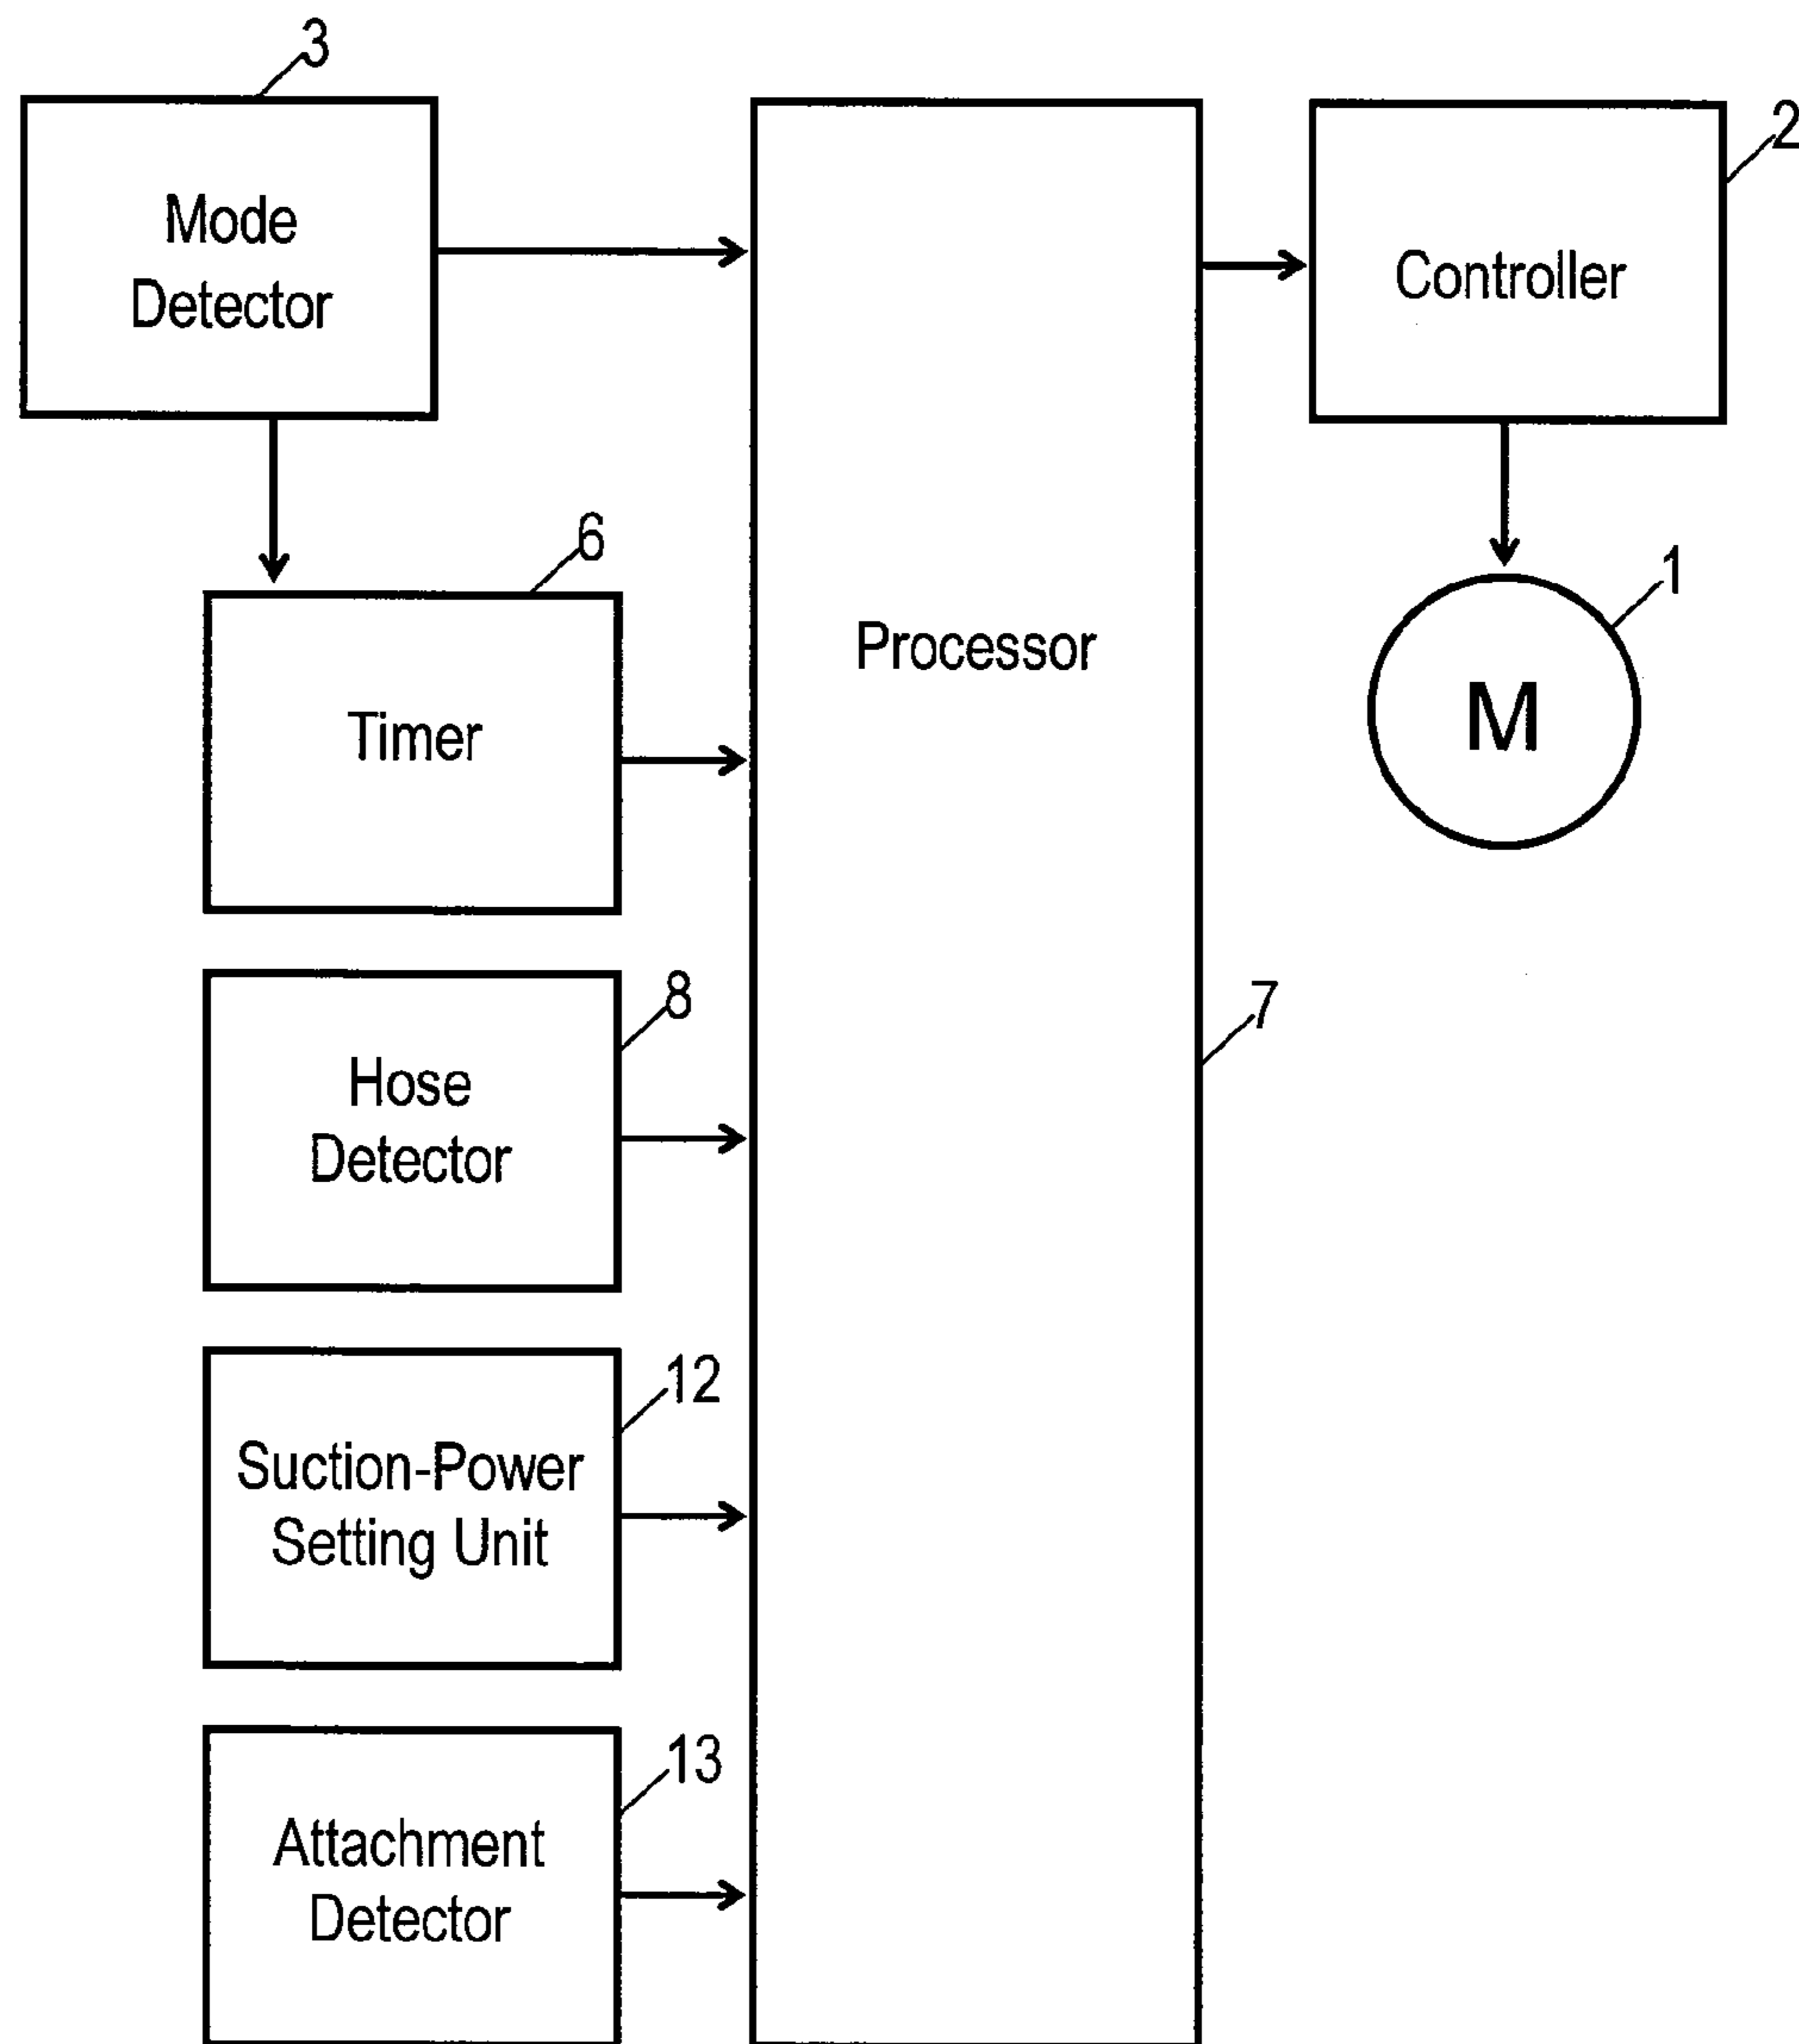 3
Mode
Detector
2
Controller
6
Timer
Processor
1
M
8
Hose
Detector
7
12
Suction-Power
Setting Unit
13
Attachment
Detector